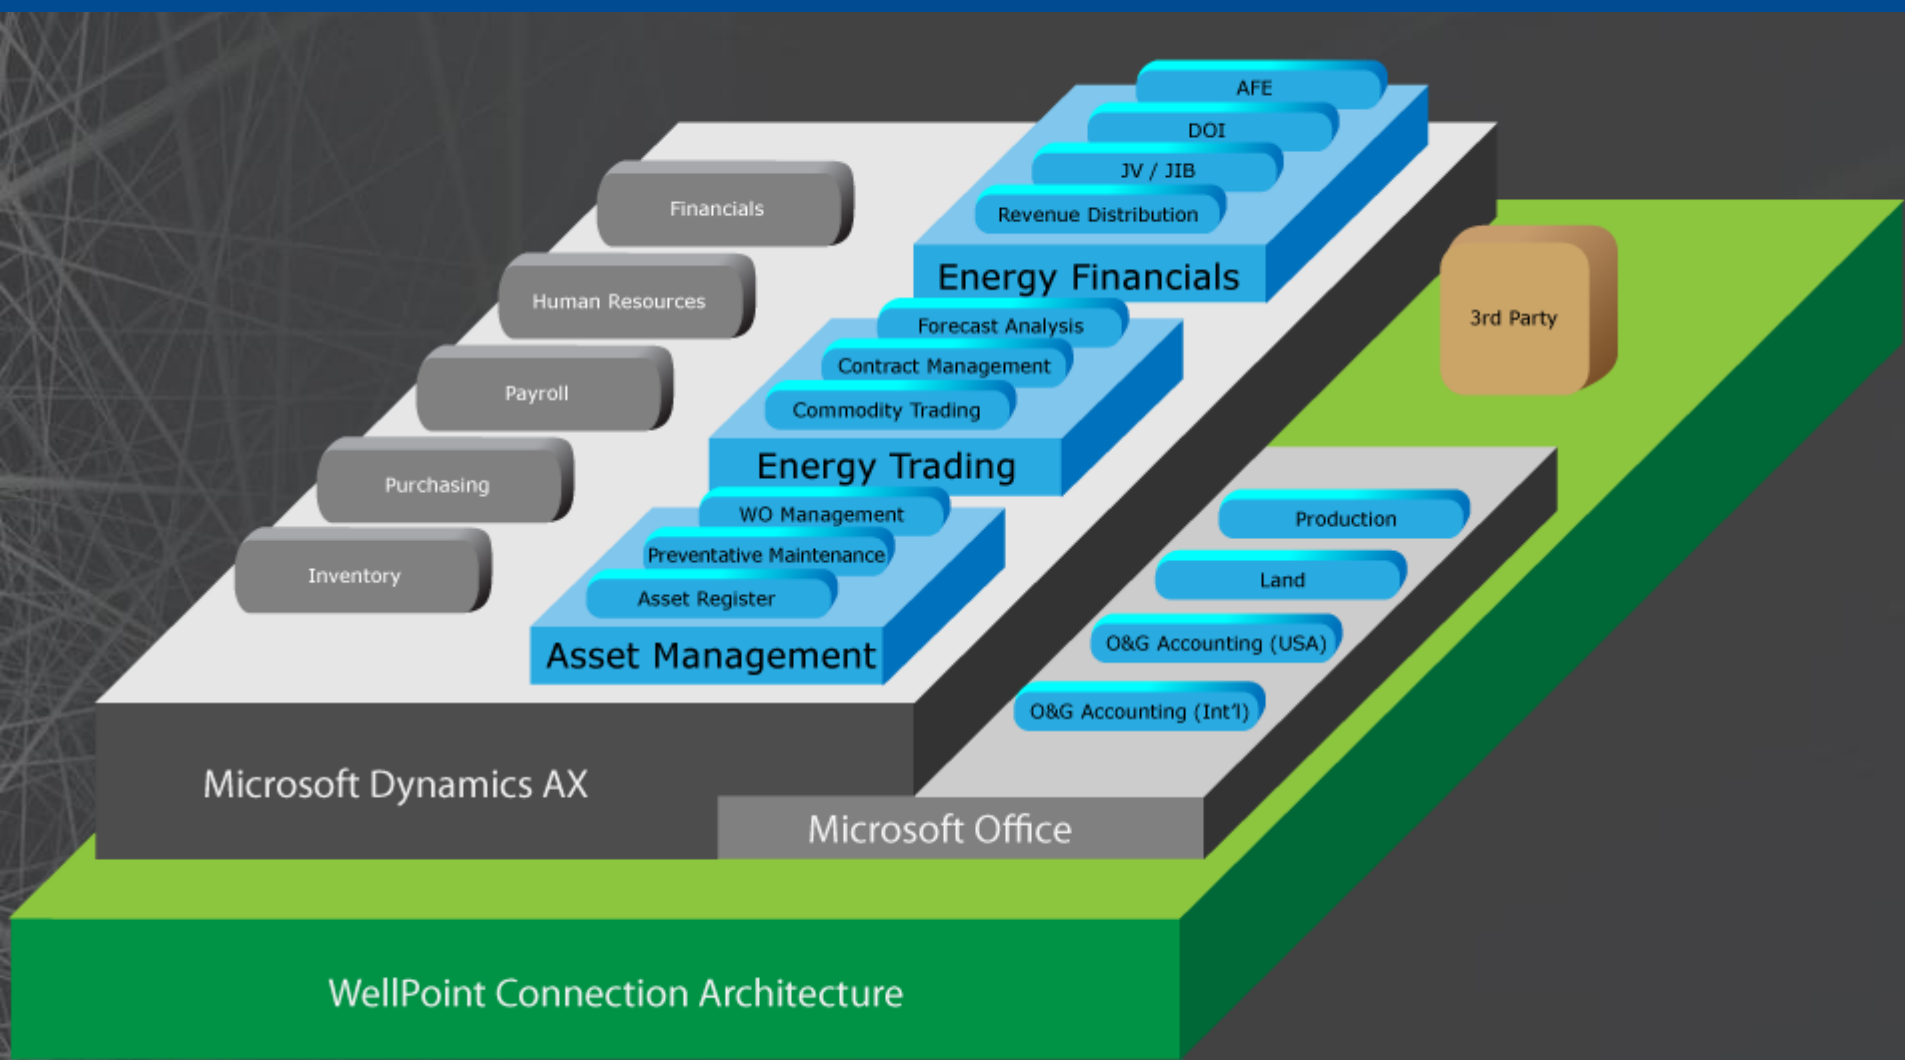 AFE
DOI
JV / JIB
Revenue Distribution
Energy Financials
Financials
Human Resources
Payroll
Purchasing
Inventory
Forecast Analysis
Contract Management
Commodity Trading
Energy Trading
WO Management
Preventative Maintenance
Asset Register
Asset Management
3rd Party
Production
Land
O&G Accounting (USA)
O&G Accounting (Int'l)
Microsoft Dynamics AX
Microsoft Office
WellPoint Connection Architecture